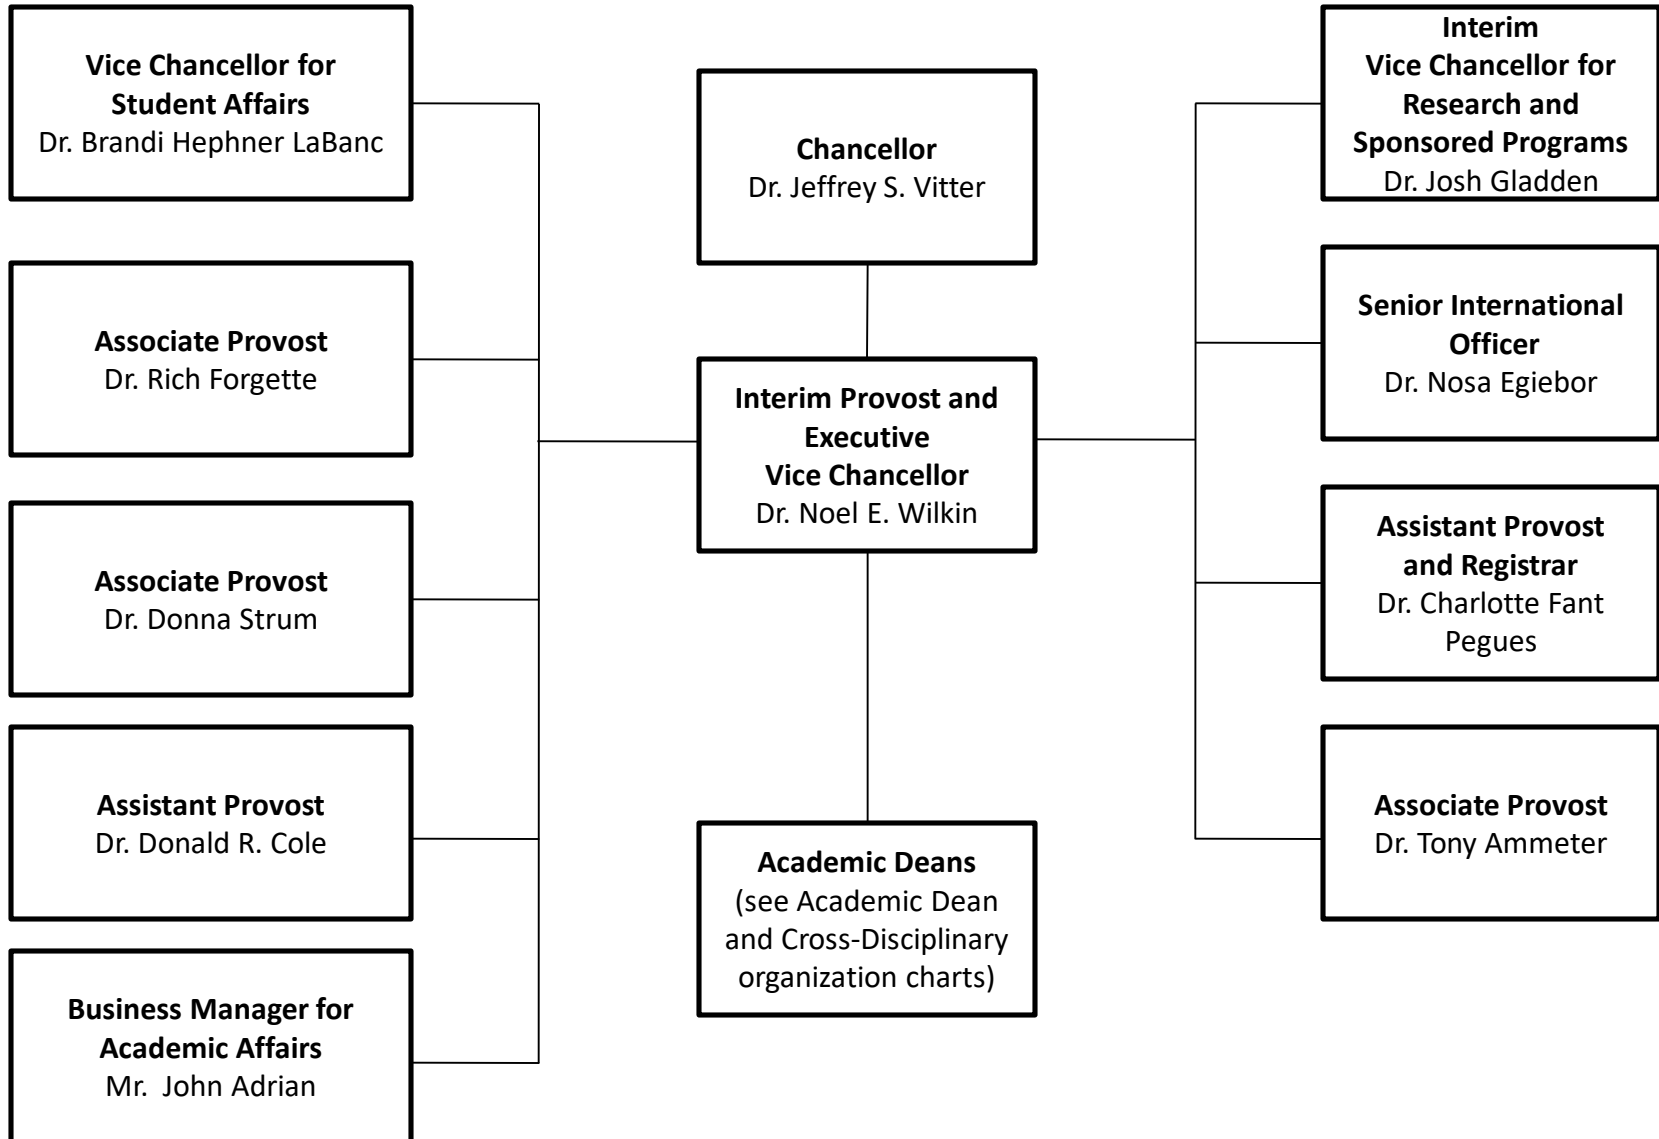 Vice Chancellor for
Student Affairs
Dr. Brandi Hephner LaBanc
Associate Provost
Dr. Rich Forgette
Associate Provost
Dr. Donna Strum
Assistant Provost
Dr. Donald R. Cole
Business Manager for
Academic Affairs
Mr.  John Adrian
Chancellor
Dr. Jeffrey S. Vitter
Interim Provost and
Executive
Vice Chancellor
Dr. Noel E. Wilkin
Academic Deans
(see Academic Dean
and Cross-Disciplinary
organization charts)
Interim
Vice Chancellor for
Research and
Sponsored Programs
Dr. Josh Gladden
Senior International
Officer
Dr. Nosa Egiebor
Assistant Provost
and Registrar
Dr. Charlotte Fant
Pegues
Associate Provost
Dr. Tony Ammeter